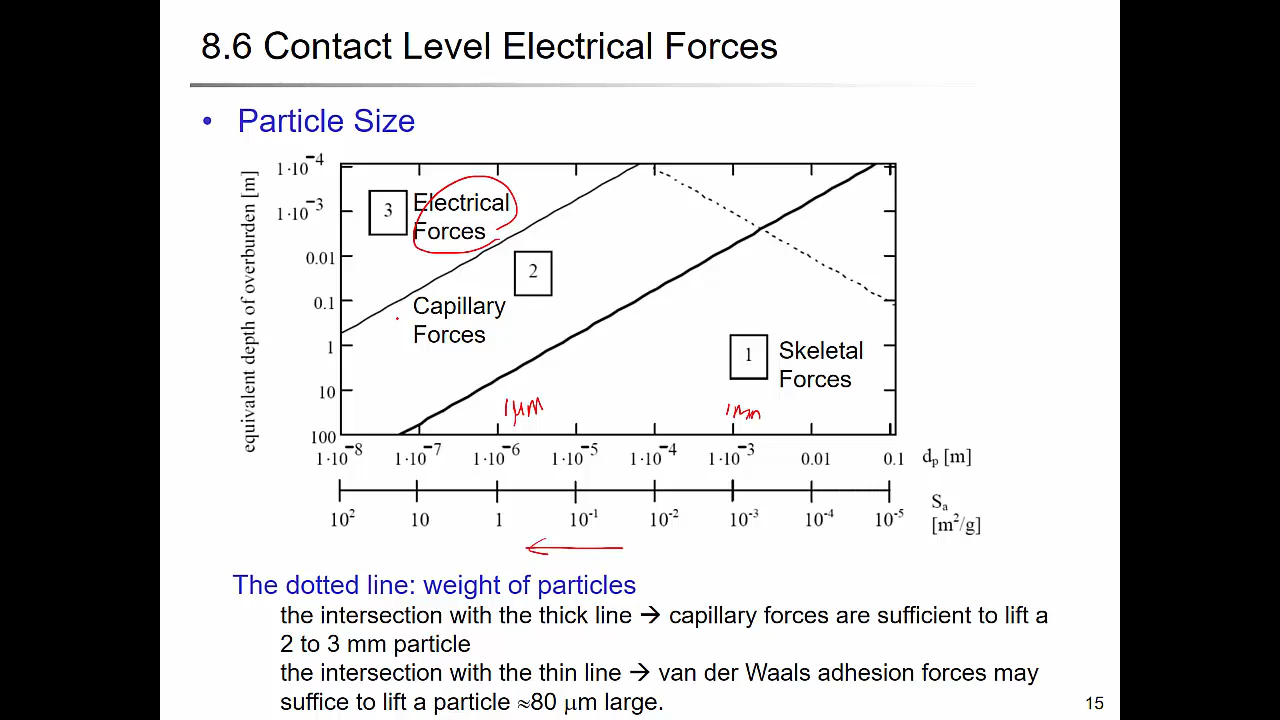 8.6 Contact Level Electrical Forces
• Particle Size
equivalent depth of overburden [m]
1·10⁻⁴
1·10⁻³
0.01
0.1
1
10
100
3
Electrical
Forces
2
Capillary
Forces
1
Skeletal
Forces
1μm
1mm
1·10⁻⁸ 1·10⁻⁷ 1·10⁻⁶ 1·10⁻⁵ 1·10⁻⁴ 1·10⁻³ 0.01 0.1 dₚ [m]
10² 10 1 10⁻¹ 10⁻² 10⁻³ 10⁻⁴ 10⁻⁵ Sₐ
[m²/g]
The dotted line: weight of particles
the intersection with the thick line → capillary forces are sufficient to lift a
2 to 3 mm particle
the intersection with the thin line → van der Waals adhesion forces may
suffice to lift a particle ≈80 μm large.
15